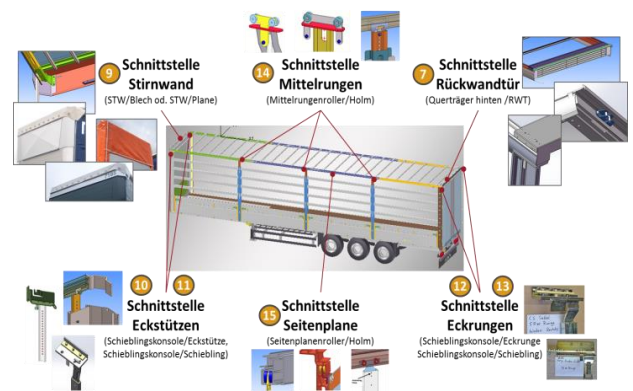 9 Schnittstelle
Stirnwand
(STW/Blech od. STW/Plane)
14 Schnittstelle
Mittelrungen
(Mittelrungenroller/Holm)
7 Schnittstelle
Rückwandtür
(Querträger hinten /RWT)
10 11
Schnittstelle
Eckstützen
(Schieblingskonsole/Eckstütze,
Schieblingskonsole/Schiebling)
15 Schnittstelle
Seitenplane
(Seitenplanenroller/Holm)
12 13
Schnittstelle
Eckrungen
(Schieblingskonsole/Eckrunge
Schieblingskonsole/Schiebling)